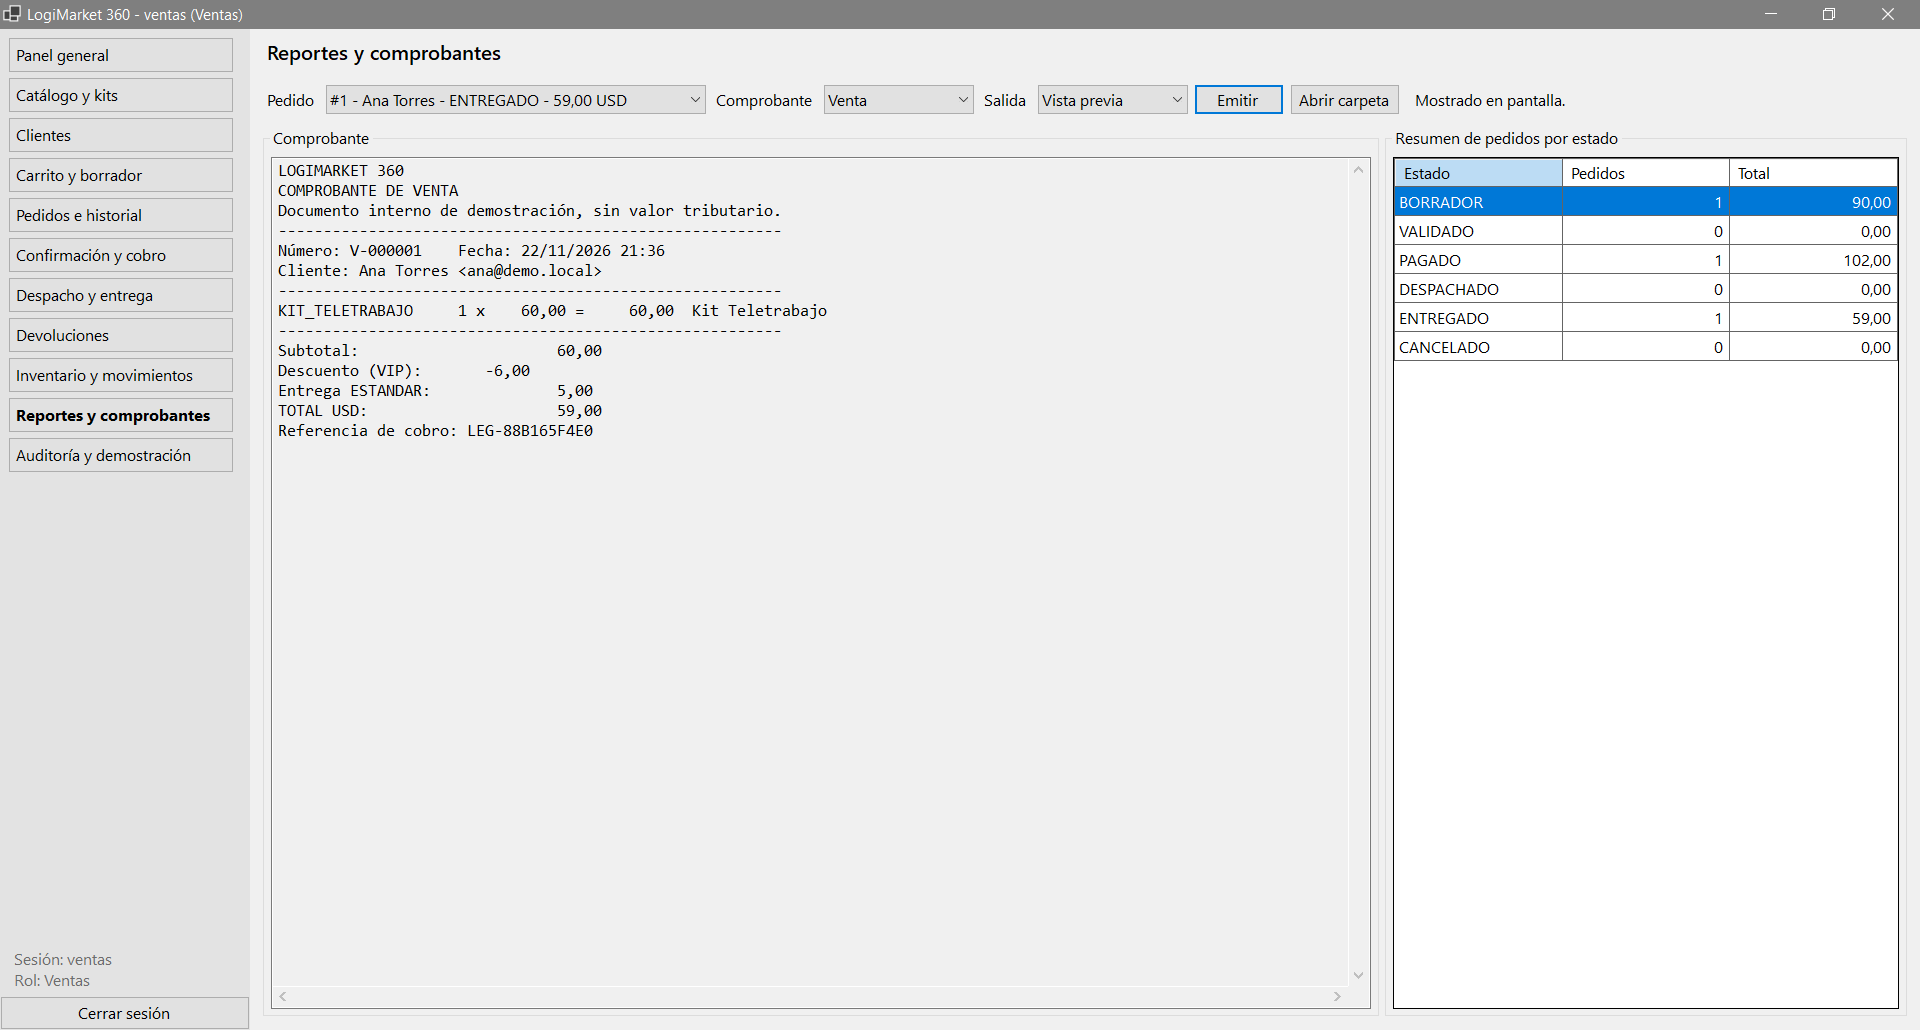 LogiMarket 360 - ventas (Ventas)
Panel general
Catálogo y kits
Clientes
Carrito y borrador
Pedidos e historial
Confirmación y cobro
Despacho y entrega
Devoluciones
Inventario y movimientos
Reportes y comprobantes
Auditoría y demostración
Sesión: ventas
Rol: Ventas
Cerrar sesión
Reportes y comprobantes
Pedido #1 - Ana Torres - ENTREGADO - 59,00 USD Comprobante Venta Salida Vista previa Emitir Abrir carpeta Mostrado en pantalla.
Comprobante
LOGIMARKET 360
COMPROBANTE DE VENTA
Documento interno de demostración, sin valor tributario.
--------------------------------------------------------
Número: V-000001    Fecha: 22/11/2026 21:36
Cliente: Ana Torres <ana@demo.local>
--------------------------------------------------------
KIT_TELETRABAJO     1 x    60,00 =     60,00  Kit Teletrabajo
--------------------------------------------------------
Subtotal:                      60,00
Descuento (VIP):       -6,00
Entrega ESTANDAR:              5,00
TOTAL USD:                     59,00
Referencia de cobro: LEG-88B165F4E0
Resumen de pedidos por estado
Estado Pedidos Total
BORRADOR 1 90,00
VALIDADO 0 0,00
PAGADO 1 102,00
DESPACHADO 0 0,00
ENTREGADO 1 59,00
CANCELADO 0 0,00